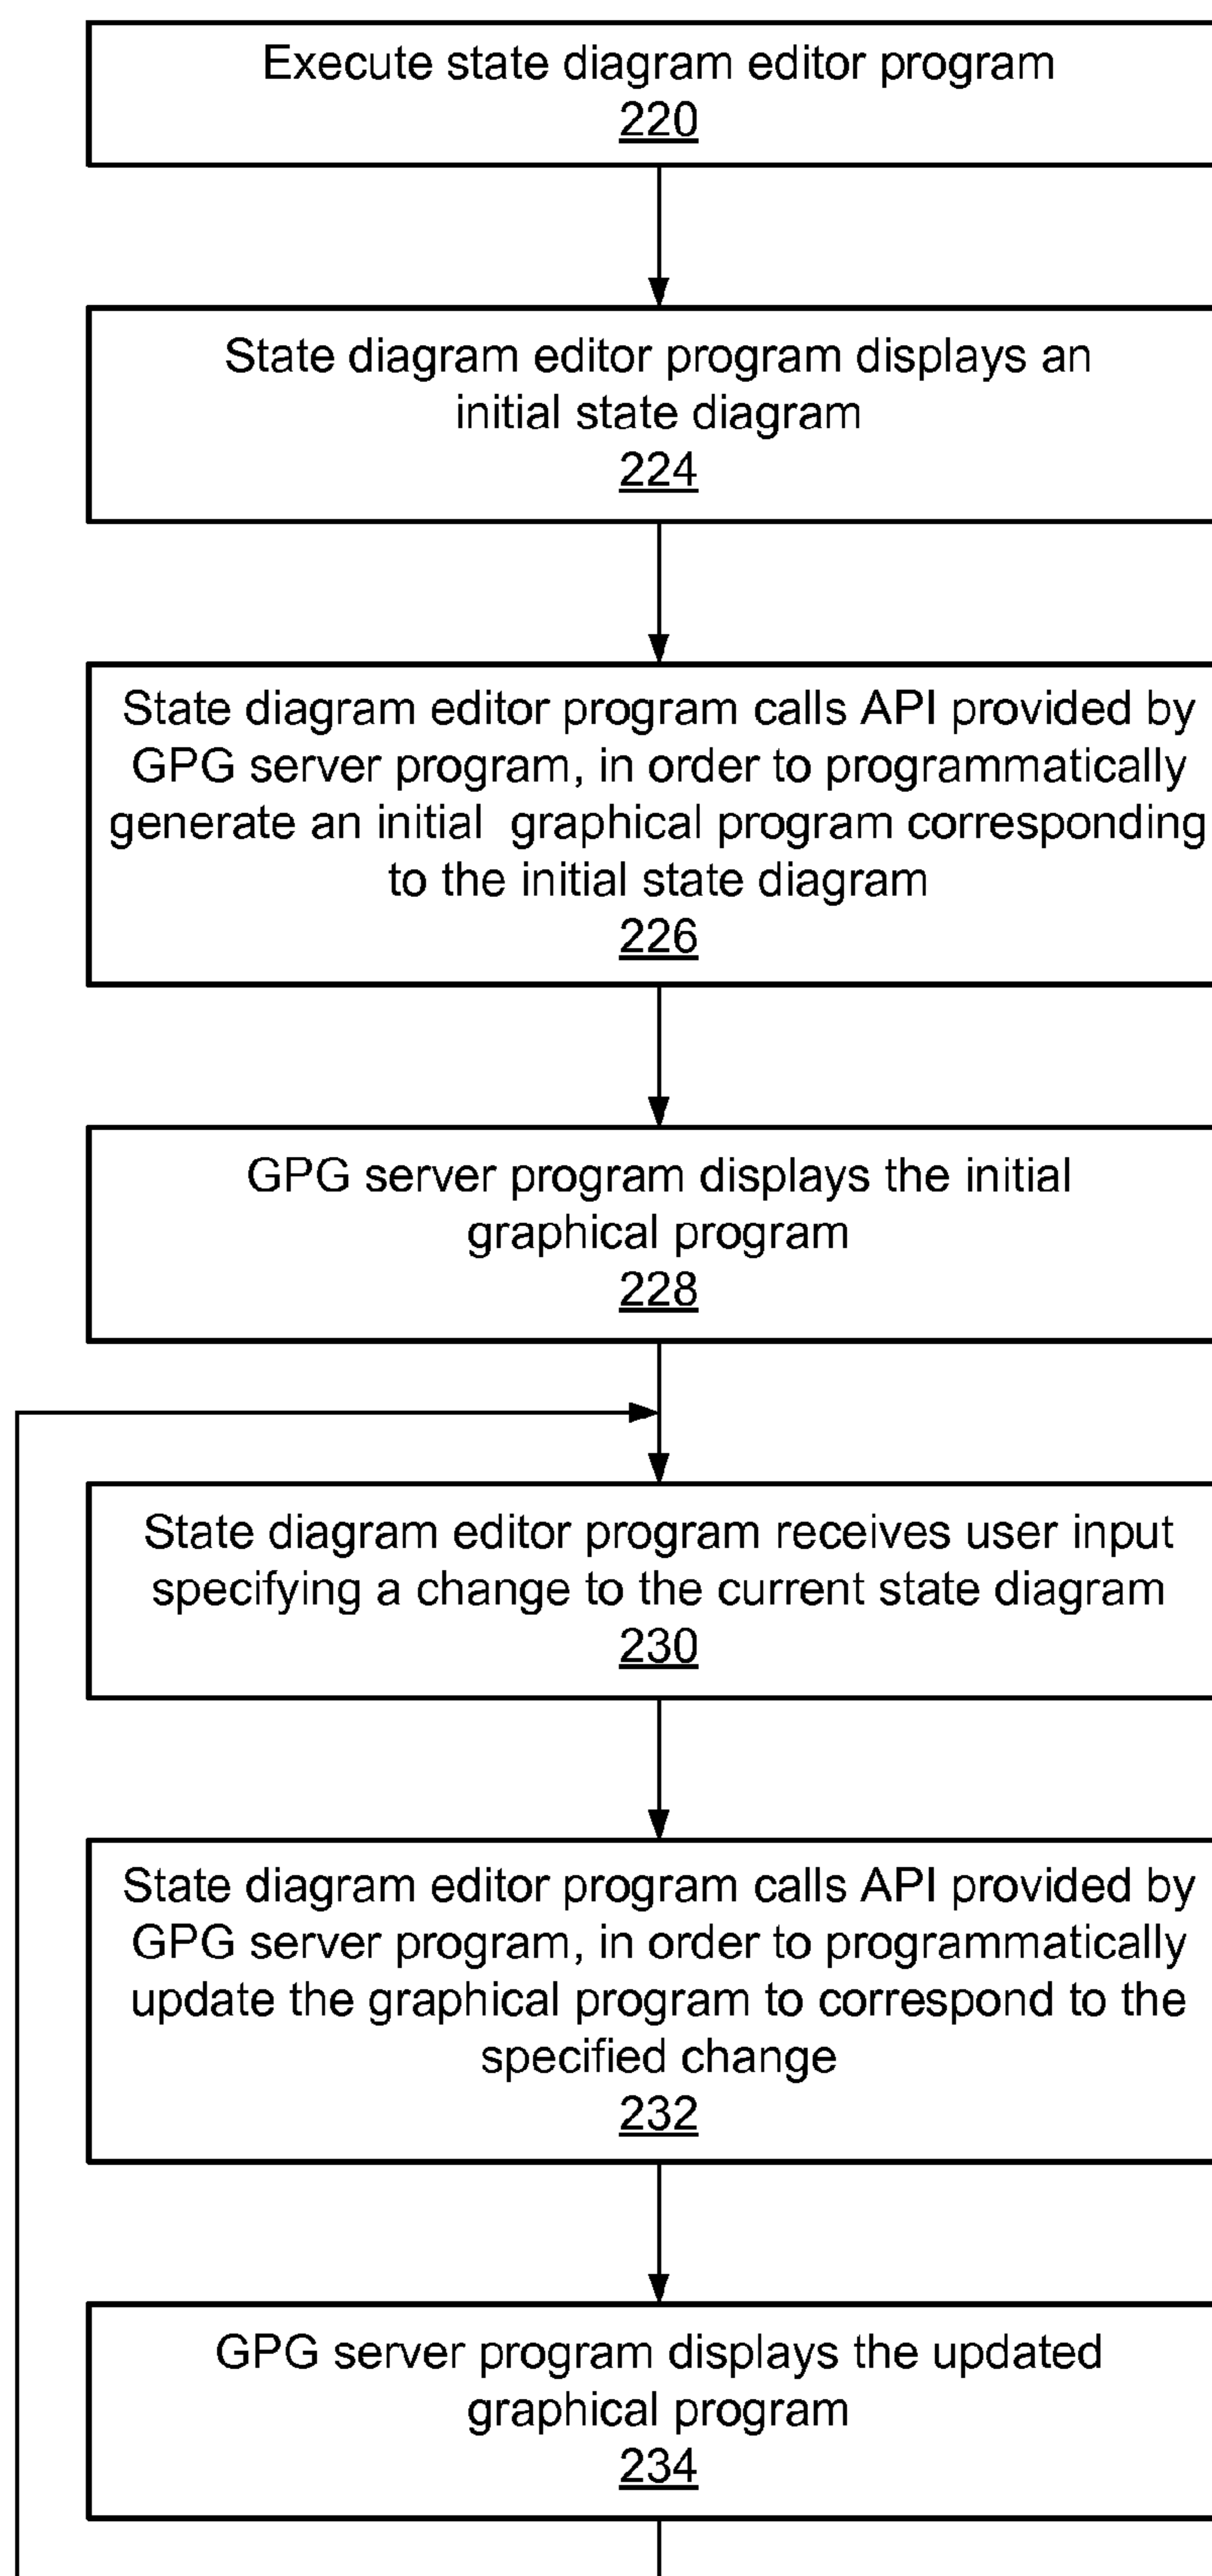 Execute state diagram editor program
220
State diagram editor program displays an
initial state diagram
224
State diagram editor program calls API provided by
GPG server program, in order to programmatically
generate an initial graphical program corresponding
to the initial state diagram
226
GPG server program displays the initial
graphical program
228
State diagram editor program receives user input
specifying a change to the current state diagram
230
State diagram editor program calls API provided by
GPG server program, in order to programmatically
update the graphical program to correspond to the
specified change
232
GPG server program displays the updated
graphical program
234